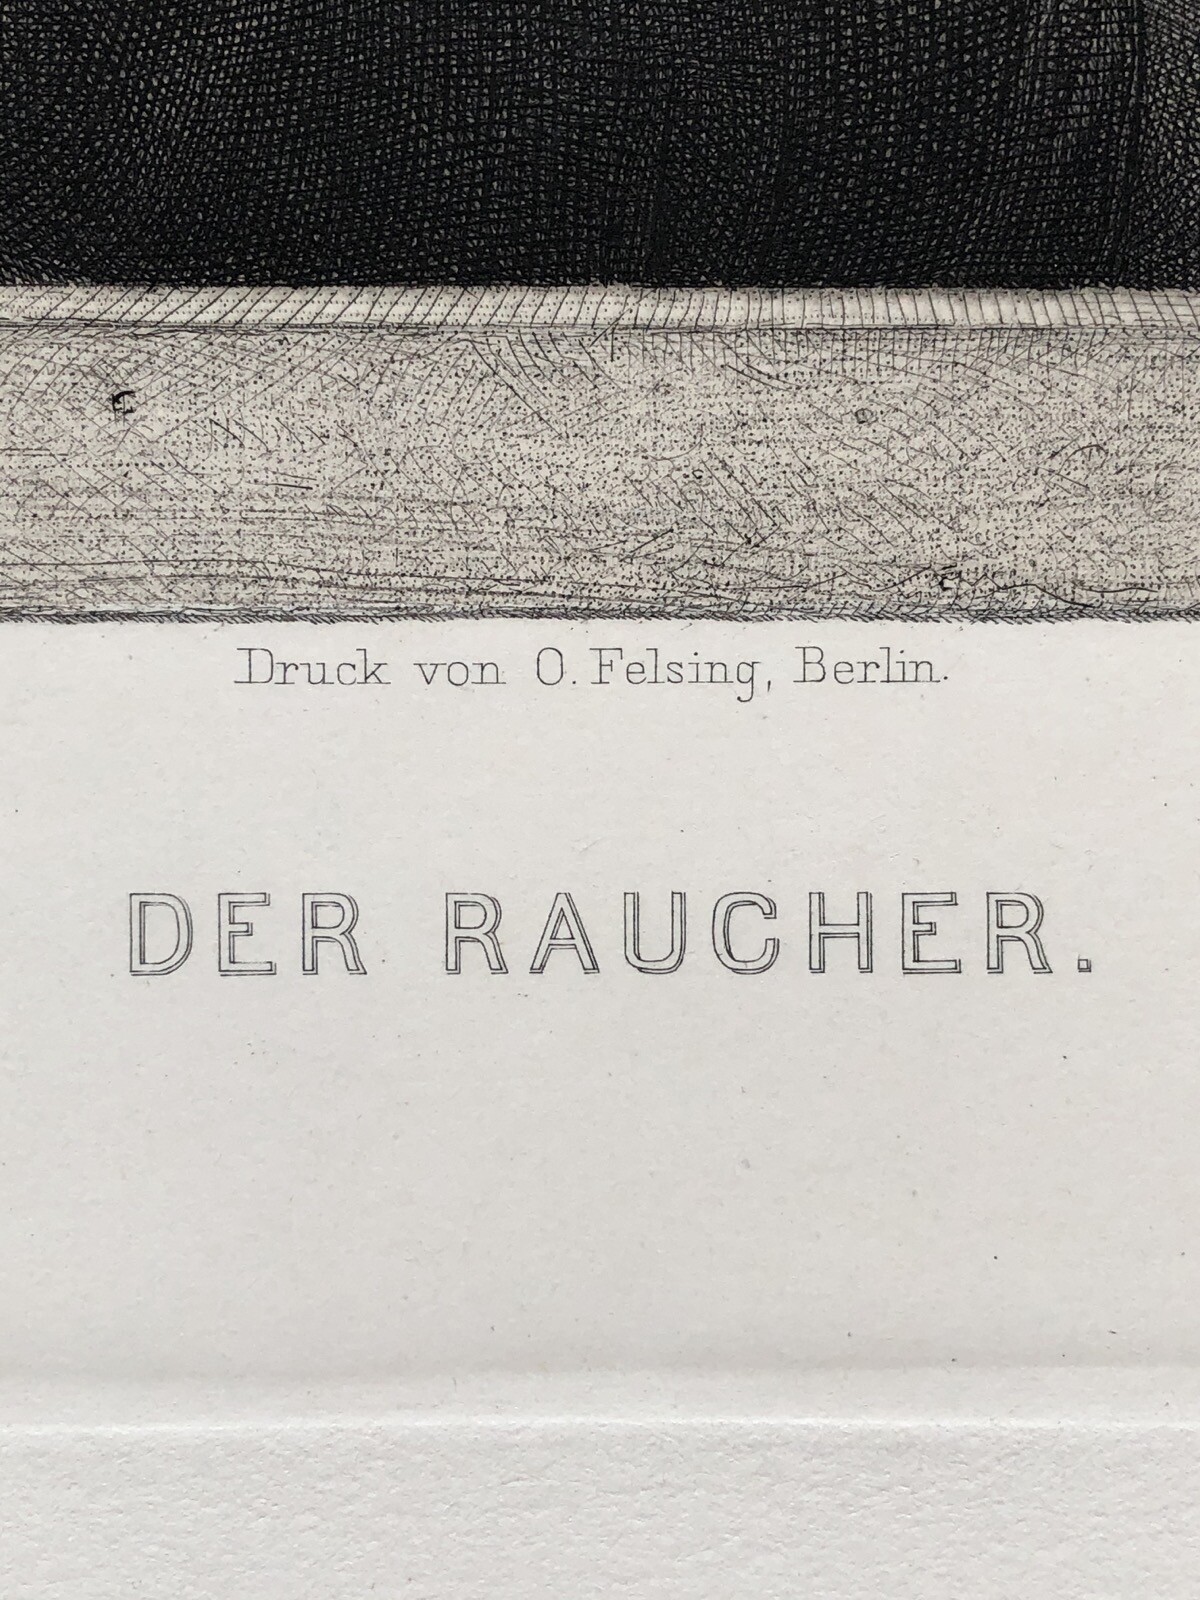 Druck von O. Felsing, Berlin.
DER RAUCHER.